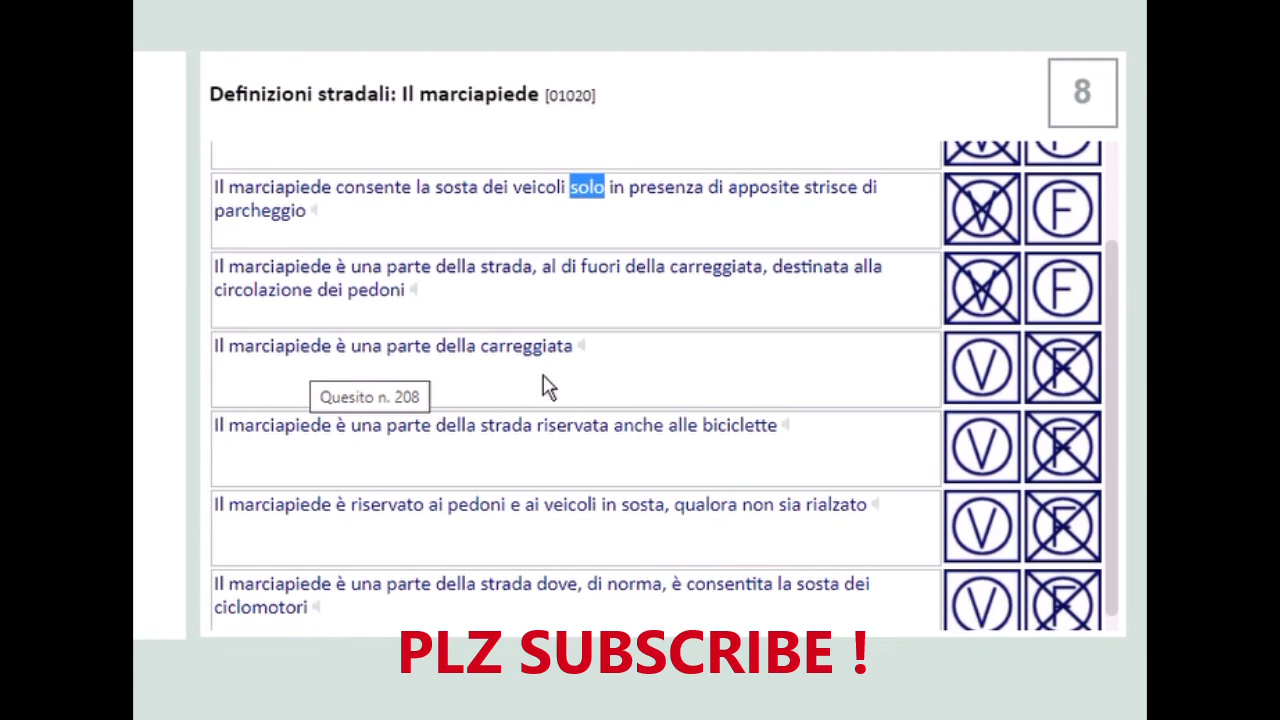 Definizioni stradali: Il marciapiede [01020]
8
V F
Il marciapiede consente la sosta dei veicoli solo in presenza di apposite strisce di
parcheggio
V F
Il marciapiede è una parte della strada, al di fuori della carreggiata, destinata alla
circolazione dei pedoni
V F
Il marciapiede è una parte della carreggiata
V F
Quesito n. 208
Il marciapiede è una parte della strada riservata anche alle biciclette
V F
Il marciapiede è riservato ai pedoni e ai veicoli in sosta, qualora non sia rialzato
V F
Il marciapiede è una parte della strada dove, di norma, è consentita la sosta dei
ciclomotori
V F
PLZ SUBSCRIBE !